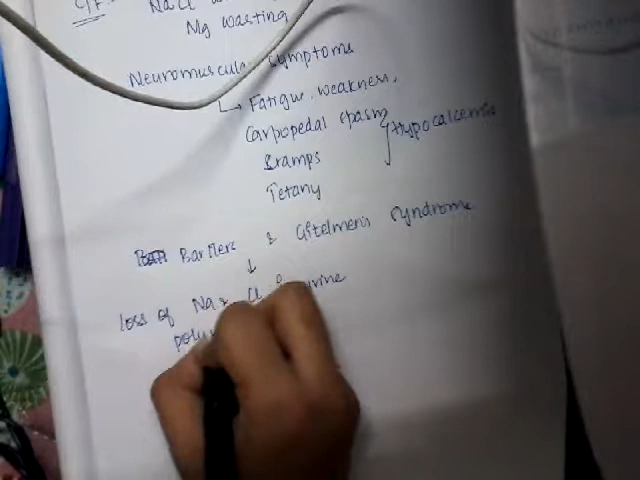 C/F:
NaCl
Mg wasting
Neuromuscular symptoms
↳ Fatigue, weakness,
Carpopedal spasm
} Hypocalcemia
Cramps
Tetany
Bartters & Gitelmen's syndrome
↓
loss of Na & Cl urine